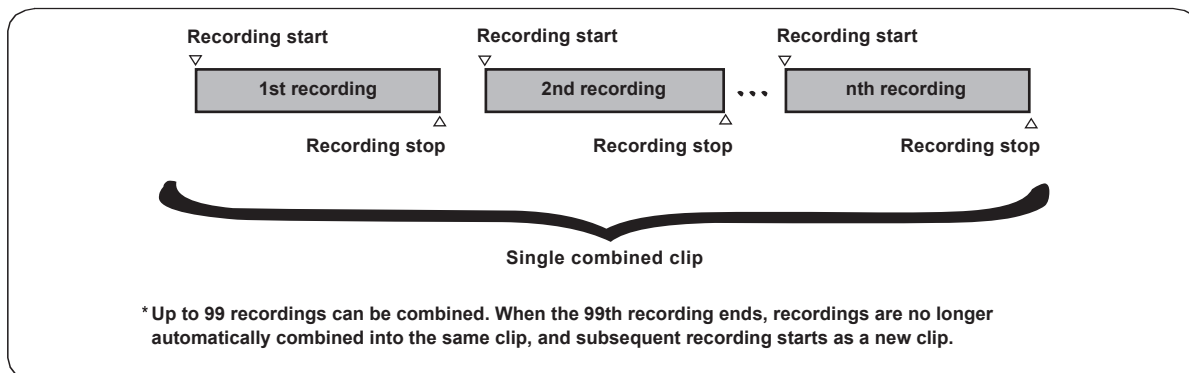 Recording start
Recording start
Recording start
1st recording
2nd recording
...
nth recording
Recording stop
Recording stop
Recording stop
Single combined clip
* Up to 99 recordings can be combined. When the 99th recording ends, recordings are no longer
automatically combined into the same clip, and subsequent recording starts as a new clip.